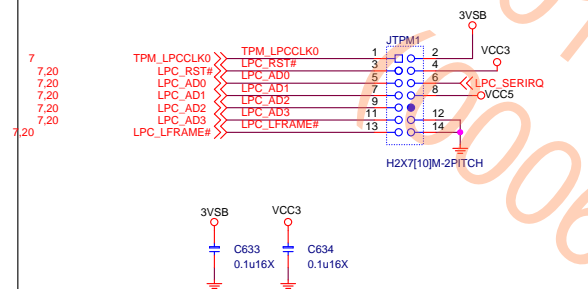 3VSB
JTPM1
7 TPM_LPCCLK0 TPM_LPCCLK0 1 2 VCC3
7,20 LPC_RST# LPC_RST# 3 4
7,20 LPC_AD0 LPC_AD0 5 6 LPC_SERIRQ
7,20 LPC_AD1 LPC_AD1 7 8 VCC5
7,20 LPC_AD2 LPC_AD2 9
7,20 LPC_AD3 LPC_AD3 11 12
7,20 LPC_LFRAME# LPC_LFRAME# 13 14
H2X7[10]M-2PITCH
3VSB VCC3
C633 C634
0.1u16X 0.1u16X